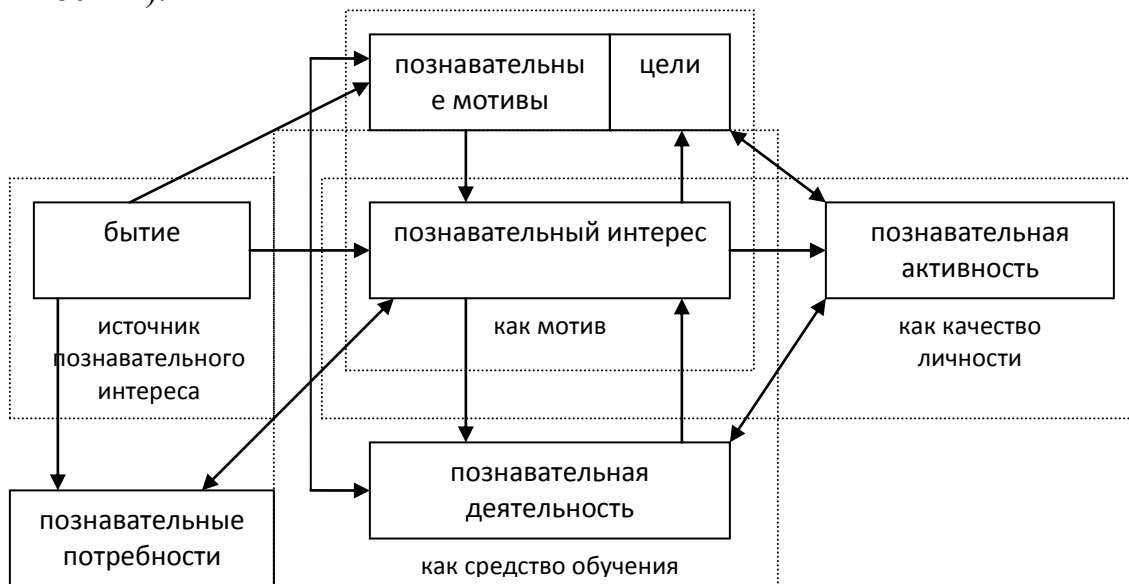 познавательны
е мотивы
цели
бытие
познавательный интерес
познавательная
активность
источник
познавательного
интереса
как мотив
как качество
личности
познавательная
деятельность
познавательные
потребности
как средство обучения